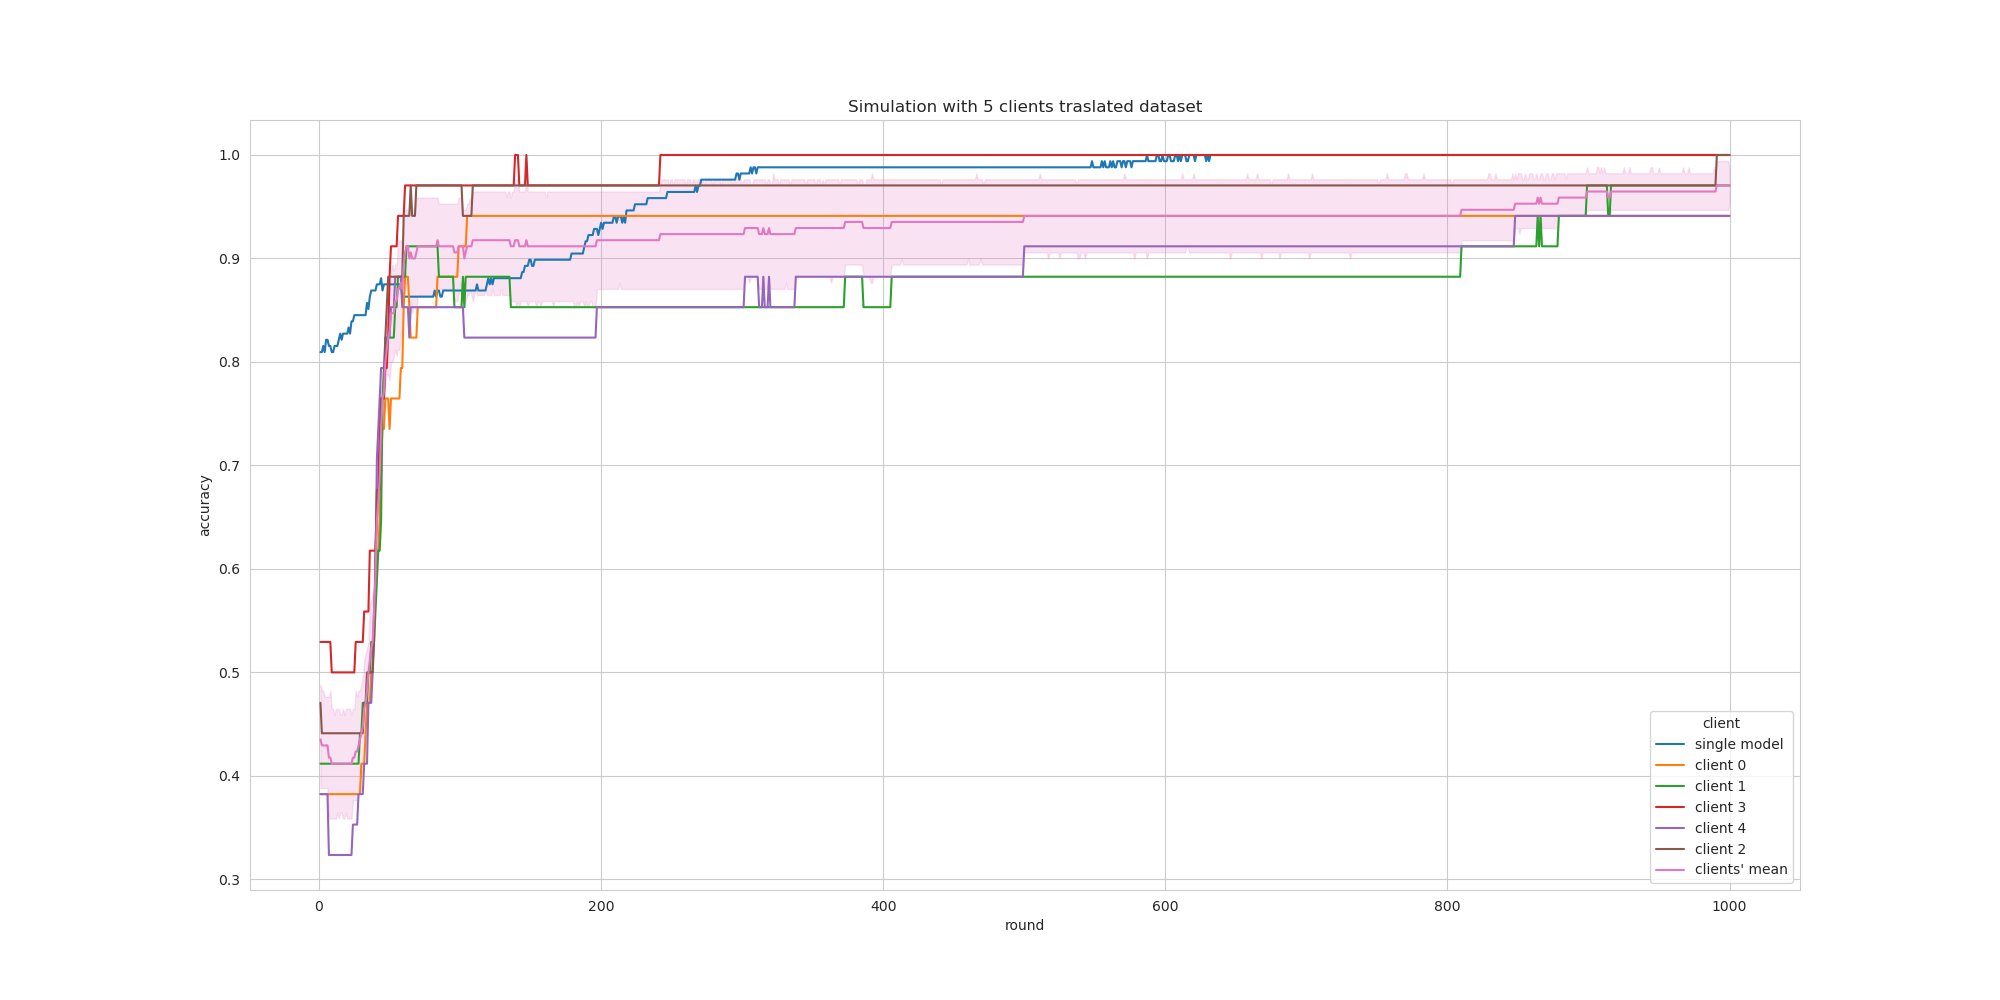 Simulation with 5 clients traslated dataset
1.0
0.9
0.8
0.7
0.6
0.5
0.4
0.3
accuracy
0
200
400
600
800
1000
round
client
single model
client 0
client 1
client 3
client 4
client 2
clients' mean